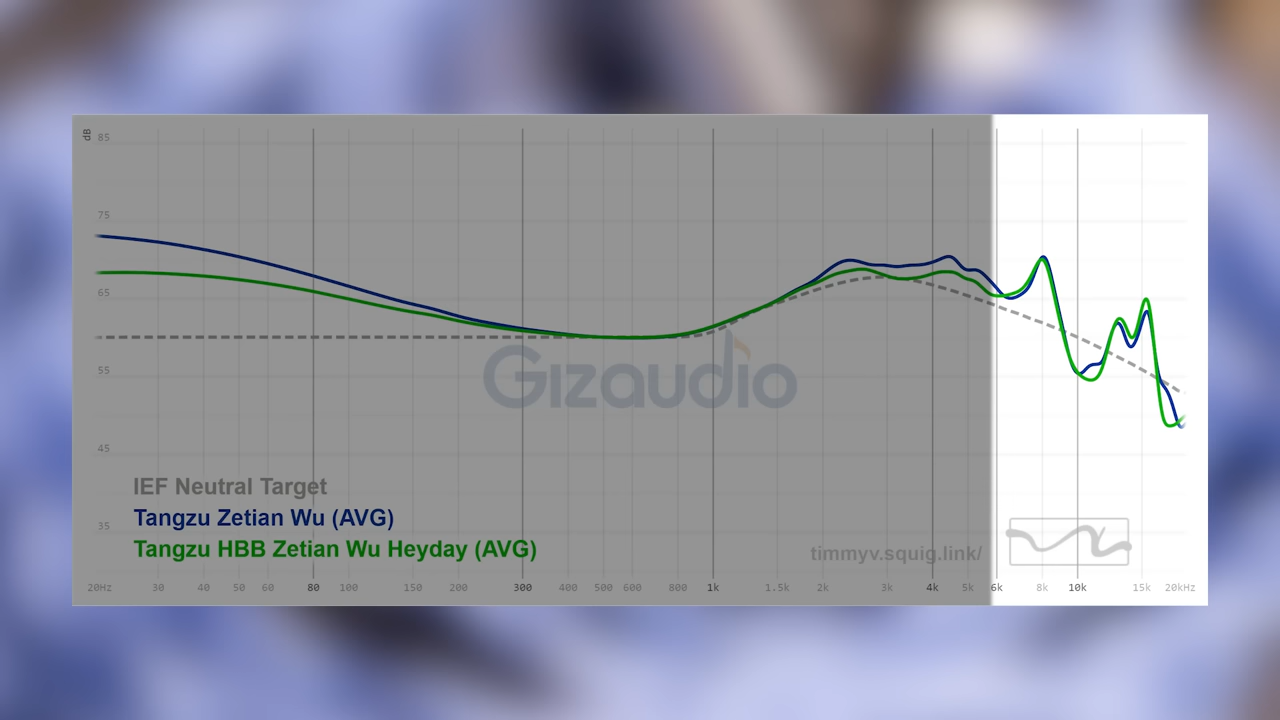 dB
85
75
65
55
45
35
Gizaudio
IEF Neutral Target
Tangzu Zetian Wu (AVG)
Tangzu HBB Zetian Wu Heyday (AVG)
timmyv.squig.link/
20Hz 30 40 50 60 80 100 150 200 300 400 500 600 800 1k 1.5k 2k 3k 4k 5k 6k 8k 10k 15k 20kHz